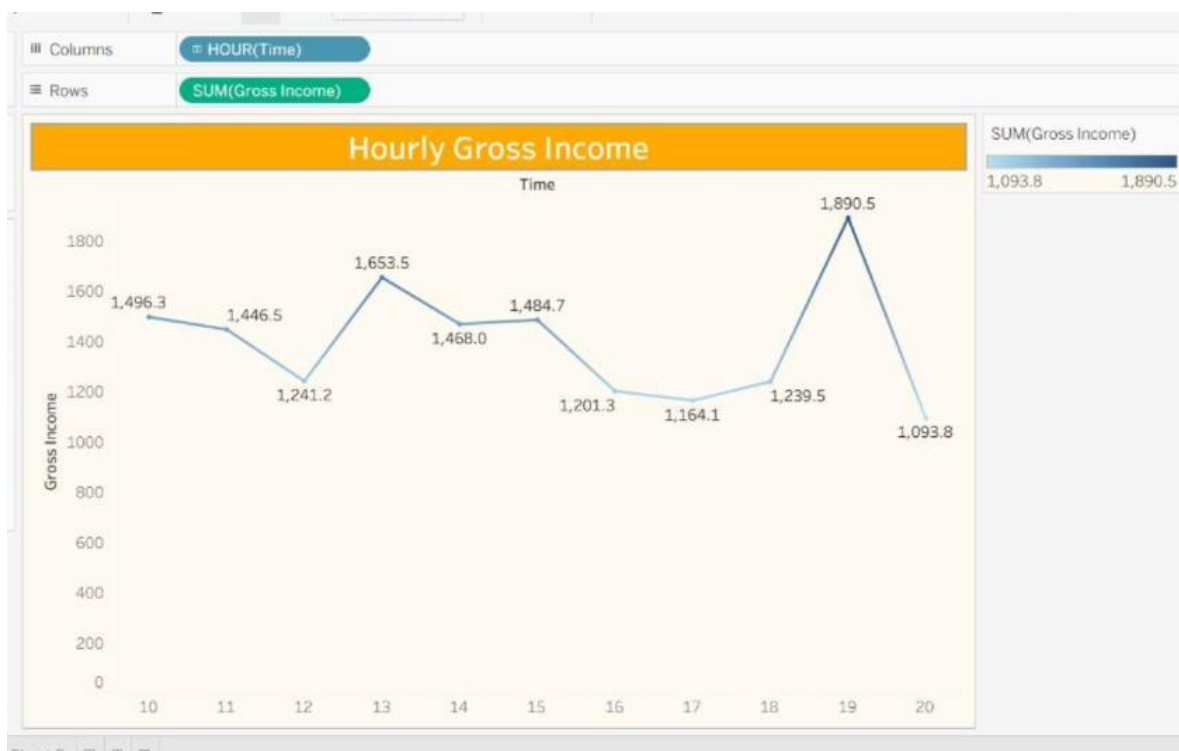 Columns
HOUR(Time)
Rows
SUM(Gross Income)
Hourly Gross Income
SUM(Gross Income)
1,093.8 1,890.5
Time
1,890.5
1800
1,653.5
1600
1,496.3
1,446.5
1,484.7
1400
1,468.0
1200
1,241.2
1,201.3
1,164.1
1,239.5
1,093.8
Gross Income
1000
800
600
400
200
0
10 11 12 13 14 15 16 17 18 19 20